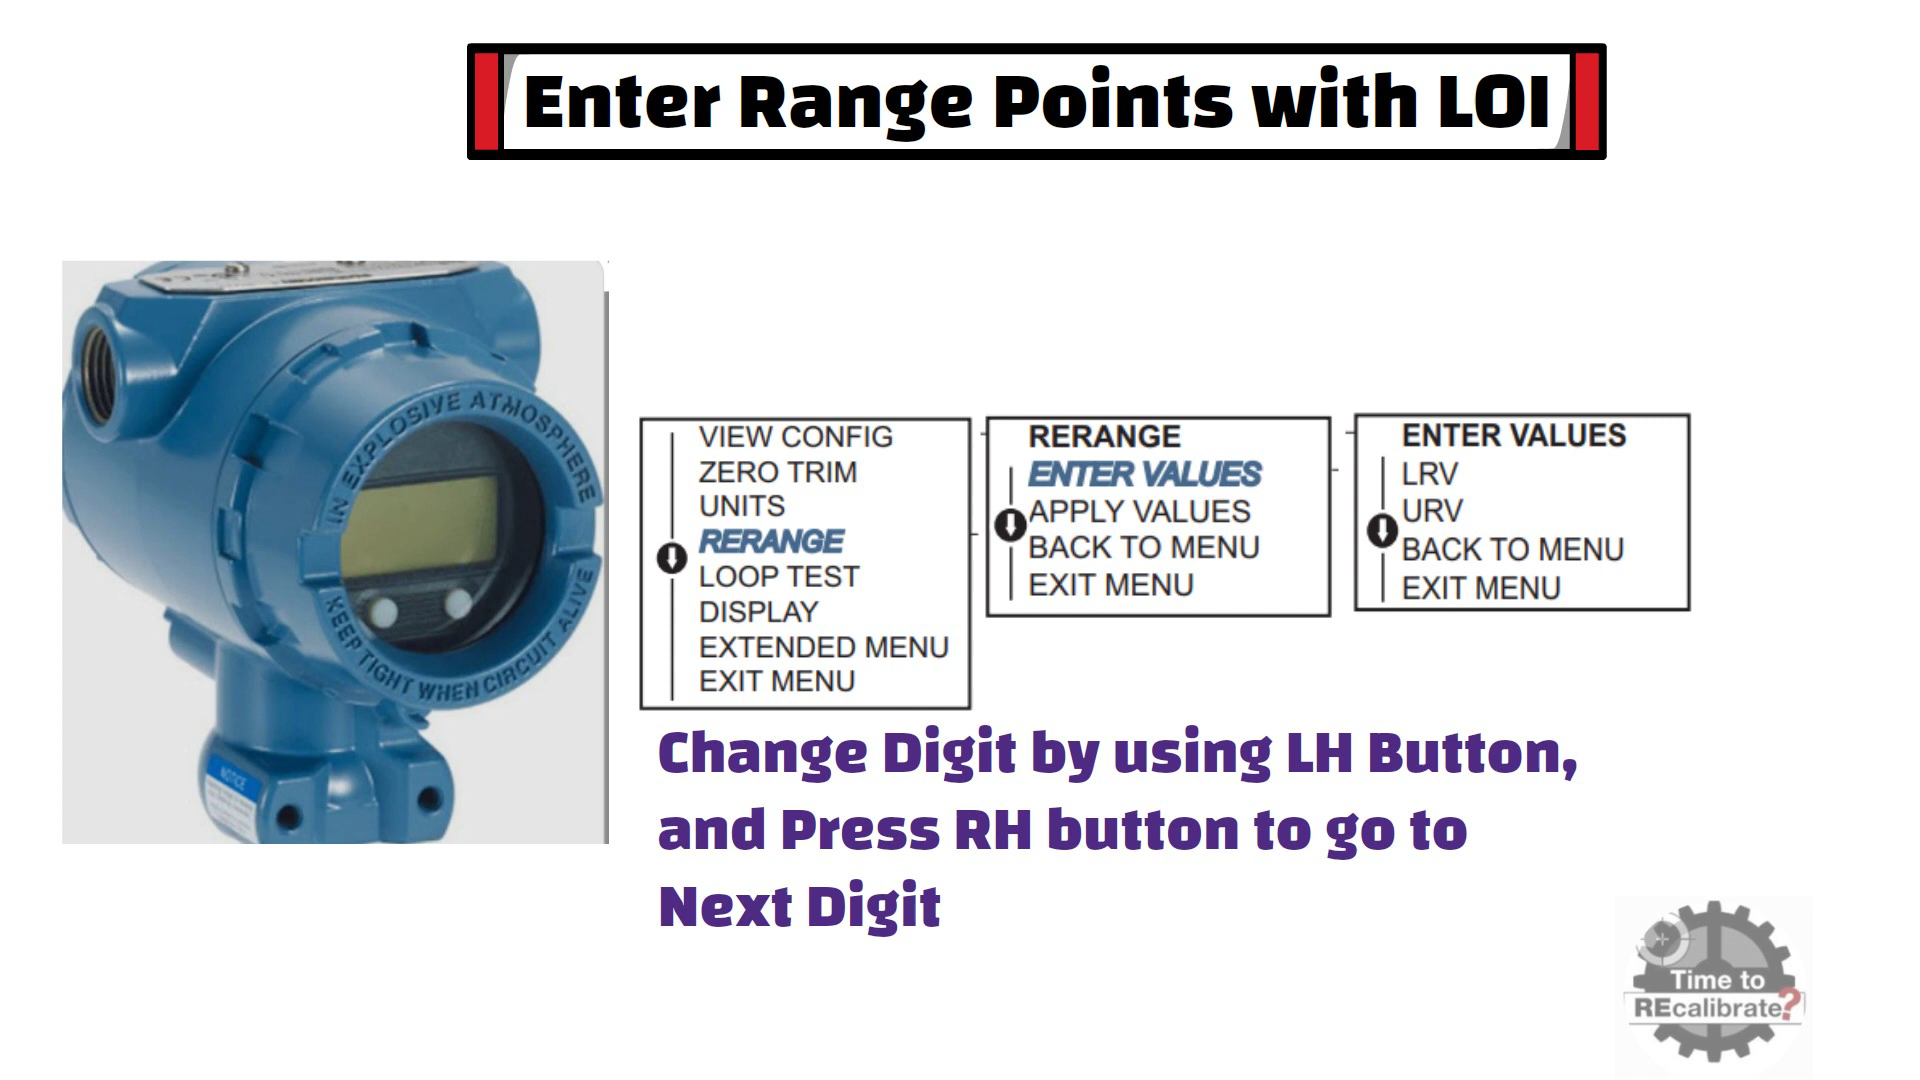 Enter Range Points with LOI
IN EXPLOSIVE ATMOSPHERE
KEEP TIGHT WHEN CIRCUIT ALIVE
NOTICE
VIEW CONFIG
ZERO TRIM
UNITS
RERANGE
LOOP TEST
DISPLAY
EXTENDED MENU
EXIT MENU
RERANGE
ENTER VALUES
APPLY VALUES
BACK TO MENU
EXIT MENU
ENTER VALUES
LRV
URV
BACK TO MENU
EXIT MENU
Change Digit by using LH Button,
and Press RH button to go to
Next Digit
Time to
REcalibrate?